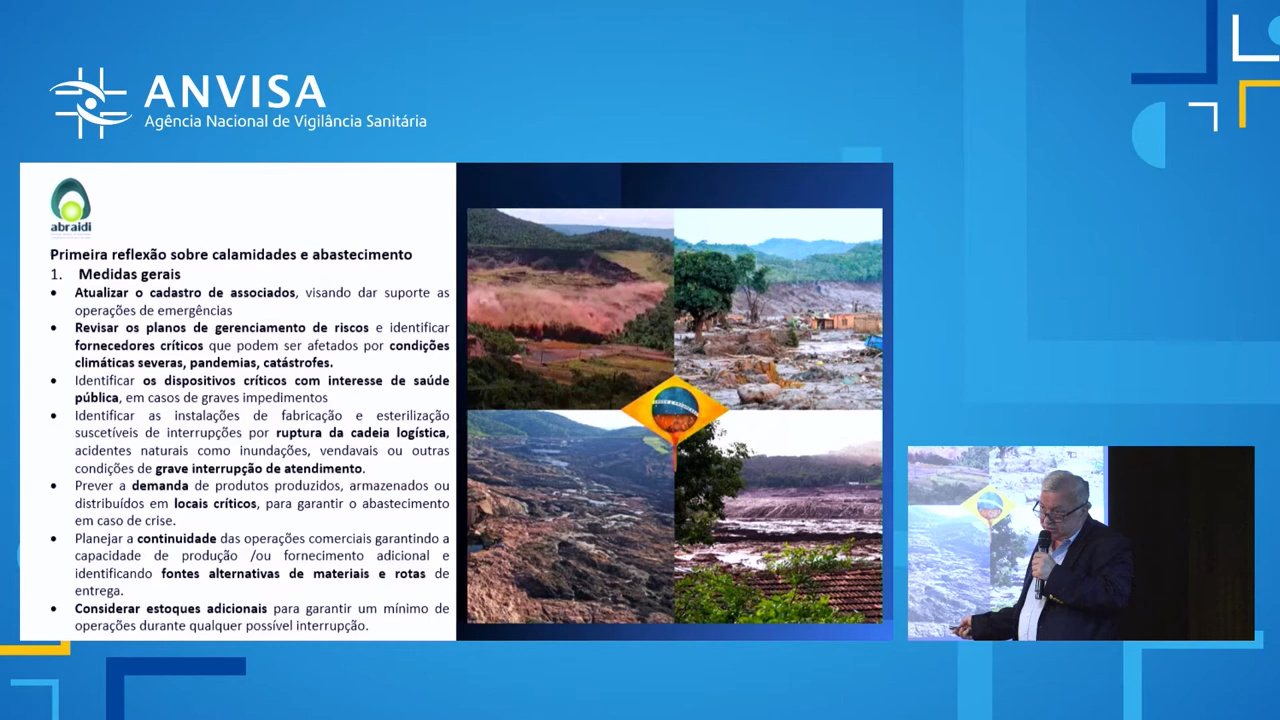 ANVISA
Agência Nacional de Vigilância Sanitária
abraidi
Primeira reflexão sobre calamidades e abastecimento
1. Medidas gerais
• Atualizar o cadastro de associados, visando dar suporte as
operações de emergências
• Revisar os planos de gerenciamento de riscos e identificar
fornecedores críticos que podem ser afetados por condições
climáticas severas, pandemias, catástrofes.
• Identificar os dispositivos críticos com interesse de saúde
pública, em casos de graves impedimentos
• Identificar as instalações de fabricação e esterilização
suscetíveis de interrupções por ruptura da cadeia logística,
acidentes naturais como inundações, vendavais ou outras
condições de grave interrupção de atendimento.
• Prever a demanda de produtos produzidos, armazenados ou
distribuídos em locais críticos, para garantir o abastecimento
em caso de crise.
• Planejar a continuidade das operações comerciais garantindo a
capacidade de produção /ou fornecimento adicional e
identificando fontes alternativas de materiais e rotas de
entrega.
• Considerar estoques adicionais para garantir um mínimo de
operações durante qualquer possível interrupção.